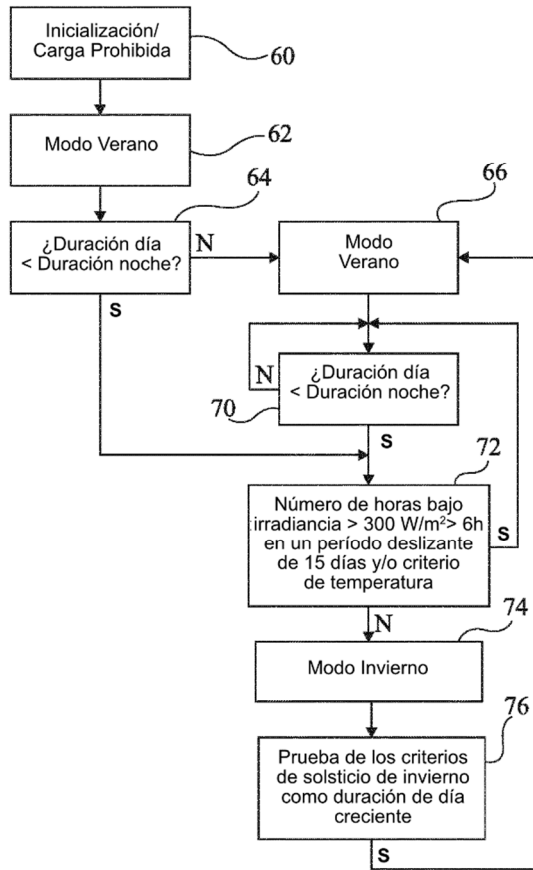 Inicialización/
Carga Prohibida
60
Modo Verano
62
64
¿Duración día
< Duración noche?
N
S
66
Modo
Verano
¿Duración día
< Duración noche?
N
70
S
72
Número de horas bajo
irradiancia > 300 W/m²> 6h
en un período deslizante
de 15 días y/o criterio
de temperatura
S
N
74
Modo Invierno
76
Prueba de los criterios
de solsticio de invierno
como duración de día
creciente
S